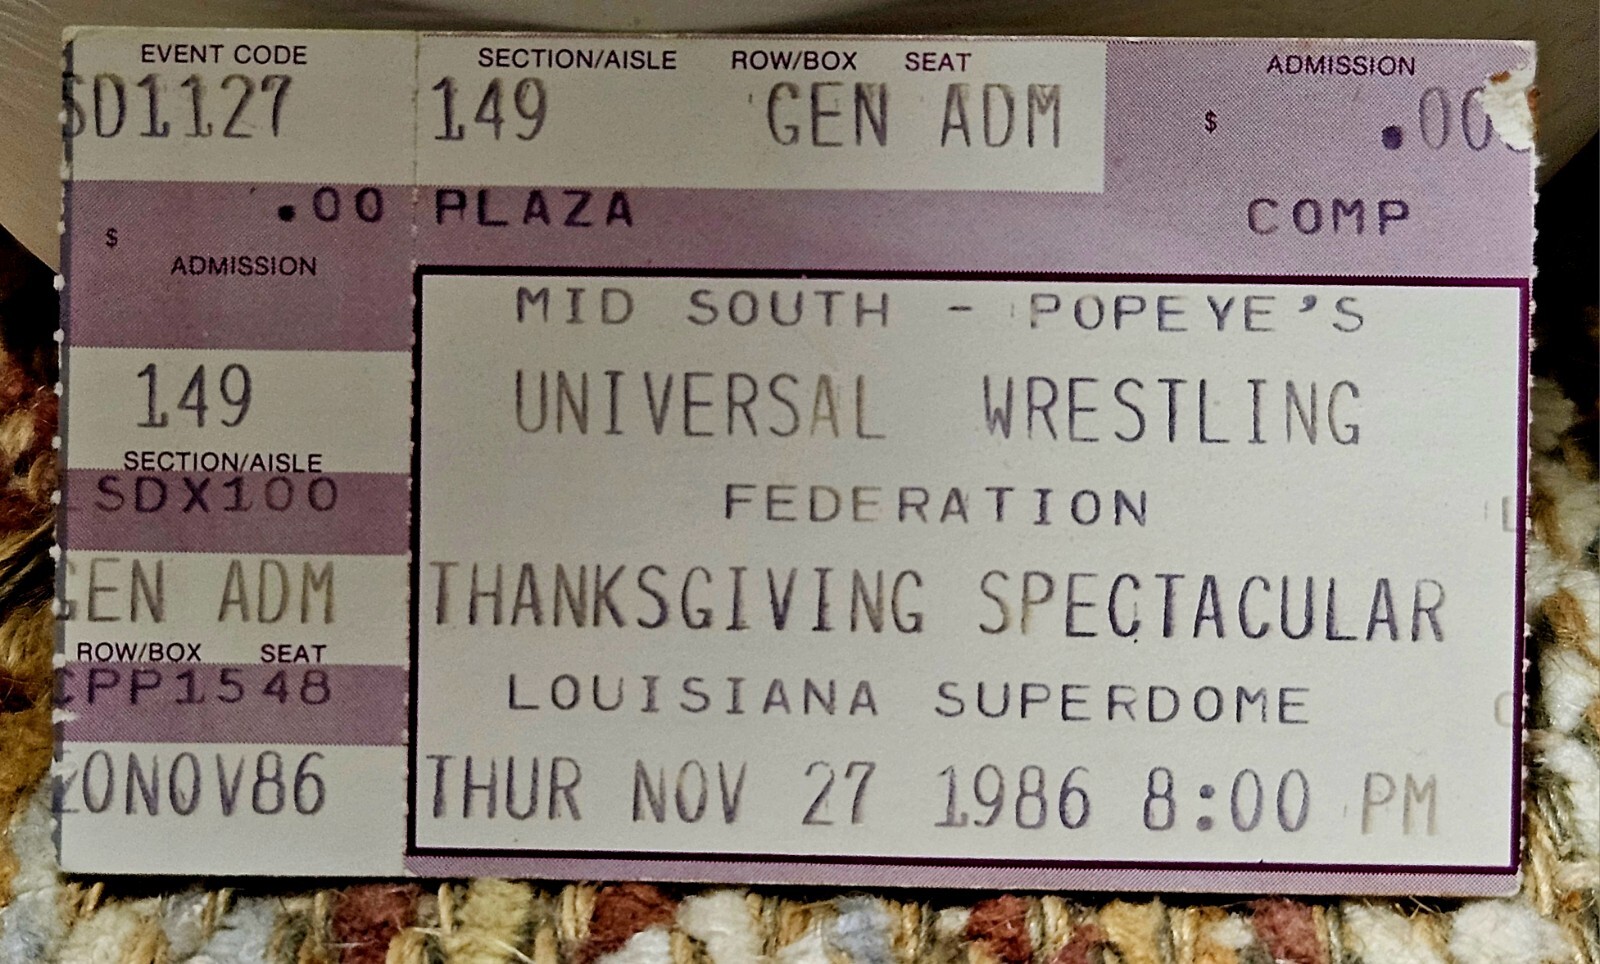 EVENT CODE
SD1127
$ .00
ADMISSION
149
SECTION/AISLE
SDX100
GEN ADM
ROW/BOX SEAT
CPP1548
20NOV86
SECTION/AISLE ROW/BOX SEAT
149 GEN ADM
ADMISSION
$ .00
PLAZA COMP
MID SOUTH - POPEYE'S
UNIVERSAL WRESTLING
FEDERATION
THANKSGIVING SPECTACULAR
LOUISIANA SUPERDOME
THUR NOV 27 1986 8:00 PM